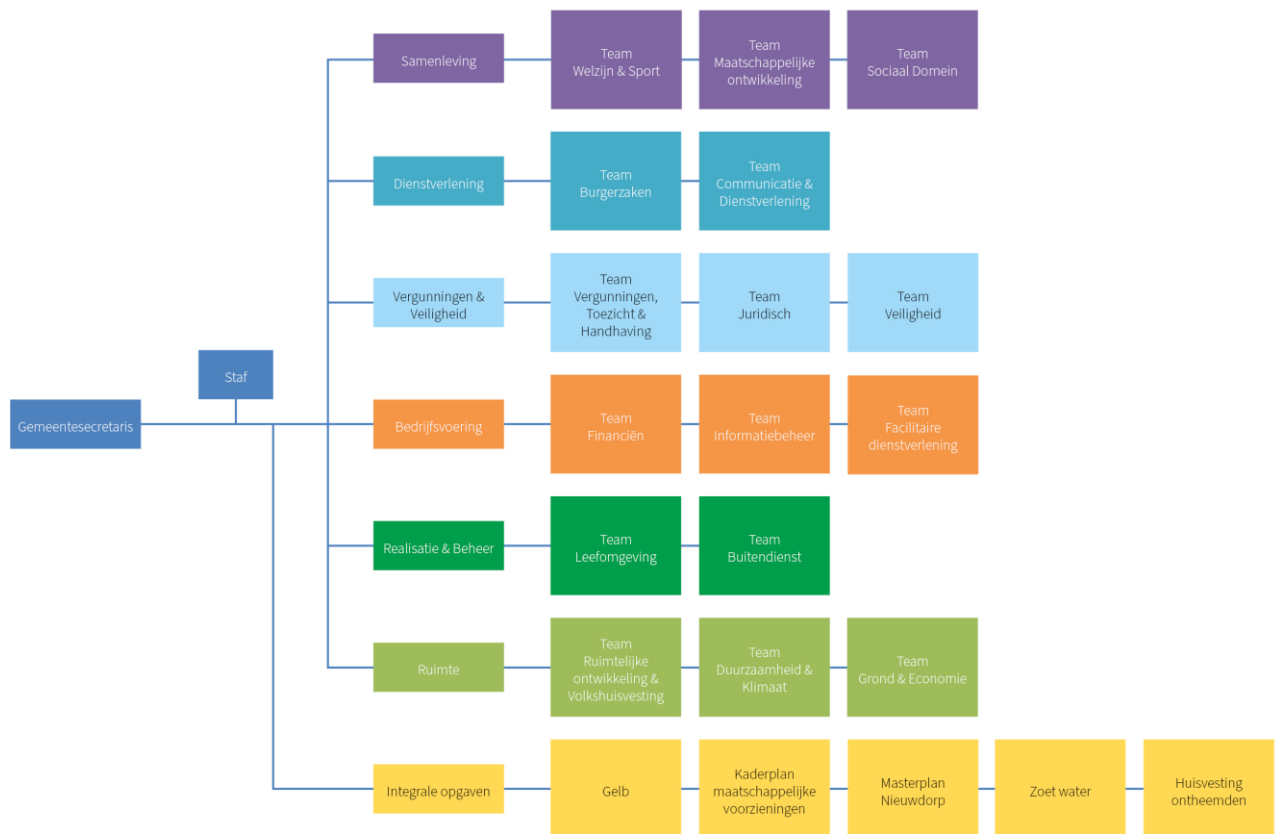 Samenleving
Team
Welzijn & Sport
Team
Maatschappelijke
ontwikkeling
Team
Sociaal Domein
Dienstverlening
Team
Burgerzaken
Team
Communicatie &
Dienstverlening
Vergunningen &
Veiligheid
Team
Vergunningen,
Toezicht &
Handhaving
Team
Juridisch
Team
Veiligheid
Staf
Gemeentesecretaris
Bedrijfsvoering
Team
Financiën
Team
Informatiebeheer
Team
Facilitaire
dienstverlening
Realisatie & Beheer
Team
Leefomgeving
Team
Buitendienst
Ruimte
Team
Ruimtelijke
ontwikkeling &
Volkshuisvesting
Team
Duurzaamheid &
Klimaat
Team
Grond & Economie
Integrale opgaven
Gelb
Kaderplan
maatschappelijke
voorzieningen
Masterplan
Nieuwdorp
Zoet water
Huisvesting
ontheemden